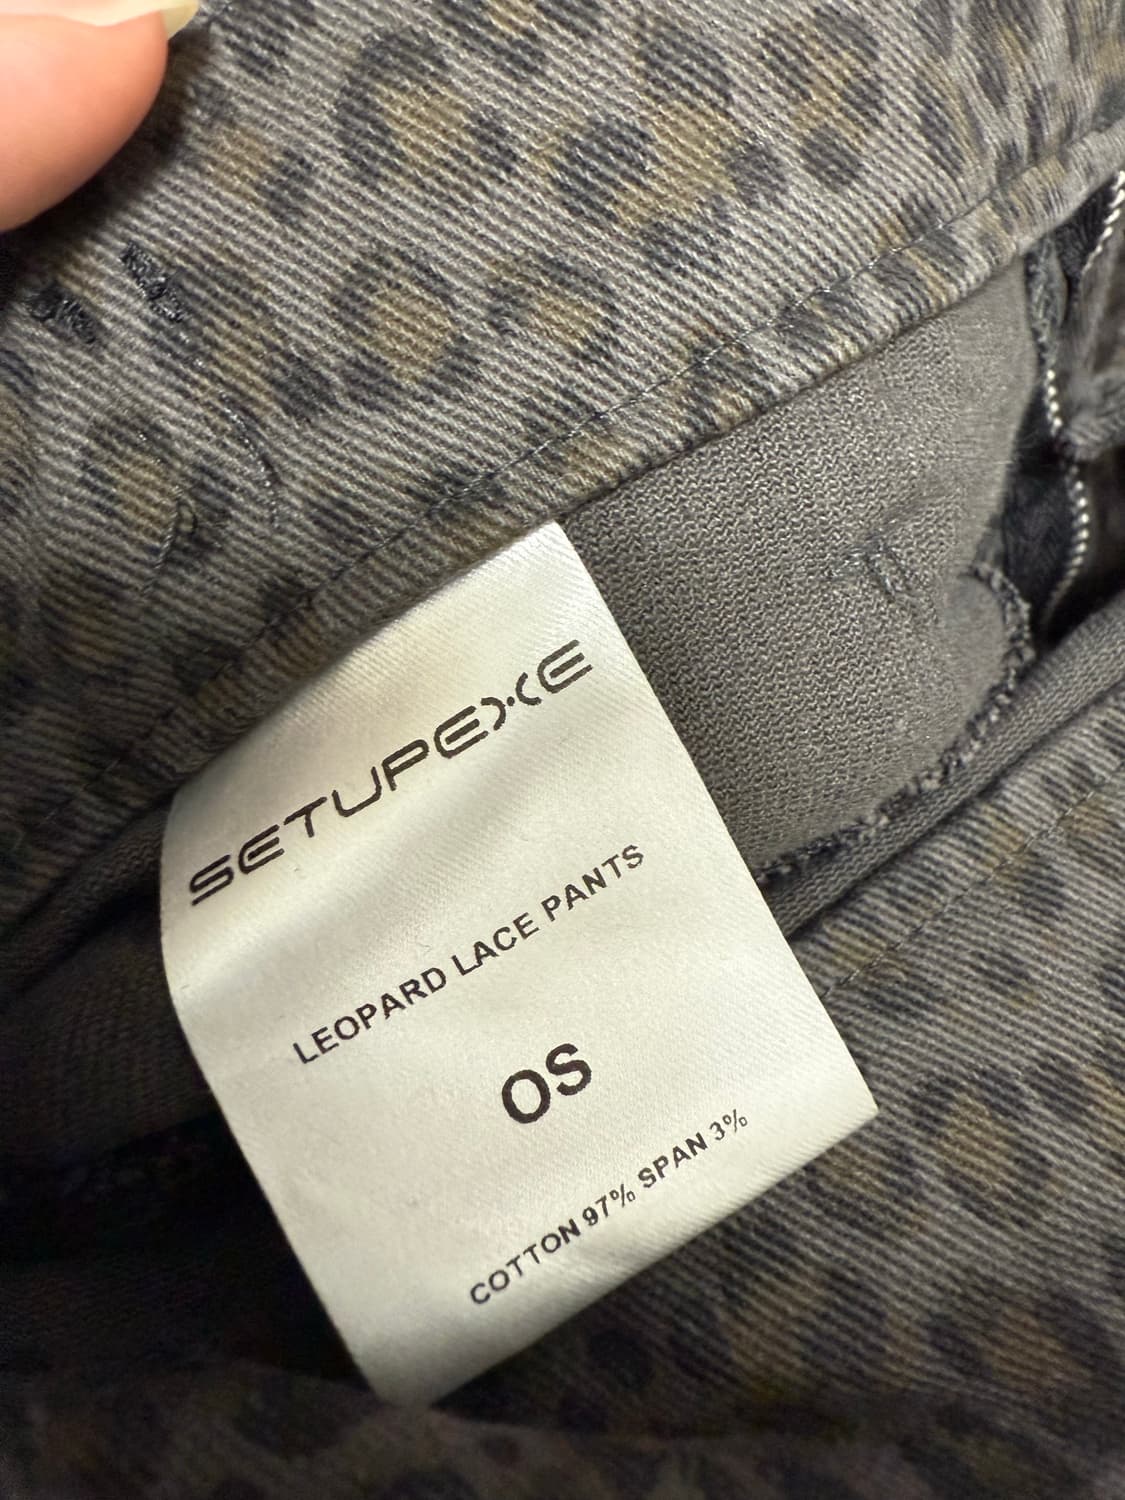 SETUPEXE
LEOPARD LACE PANTS
OS
COTTON 97% SPAN 3%